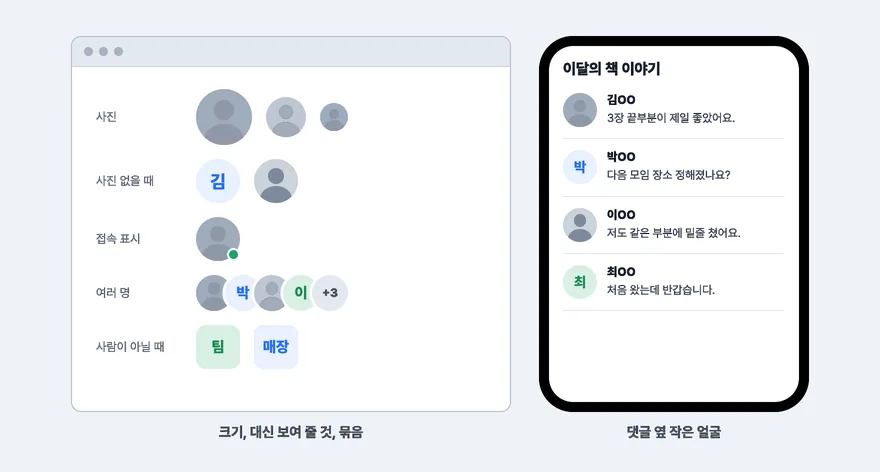 사진
사진 없을 때
김
접속 표시
여러 명
박
이
+3
사람이 아닐 때
팀
매장
크기, 대신 보여 줄 것, 묶음
이달의 책 이야기
김OO
3장 끝부분이 제일 좋았어요.
박
박OO
다음 모임 장소 정해졌나요?
이OO
저도 같은 부분에 밑줄 쳤어요.
최
최OO
처음 왔는데 반갑습니다.
댓글 옆 작은 얼굴